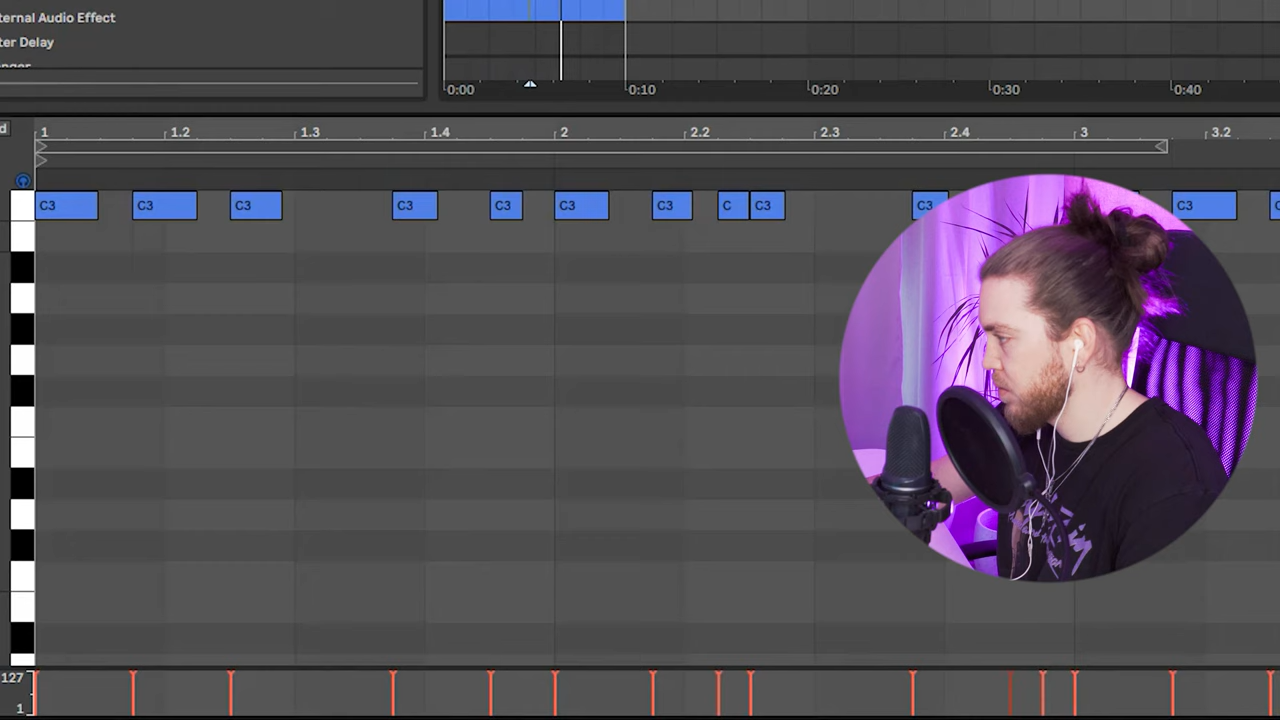 ternal Audio Effect
ter Delay
0:00 0:10 0:20 0:30 0:40
d 1 1.2 1.3 1.4 2 2.2 2.3 2.4 3 3.2
C3 C3 C3 C3 C3 C3 C3 C C3 C3 C3
127
1